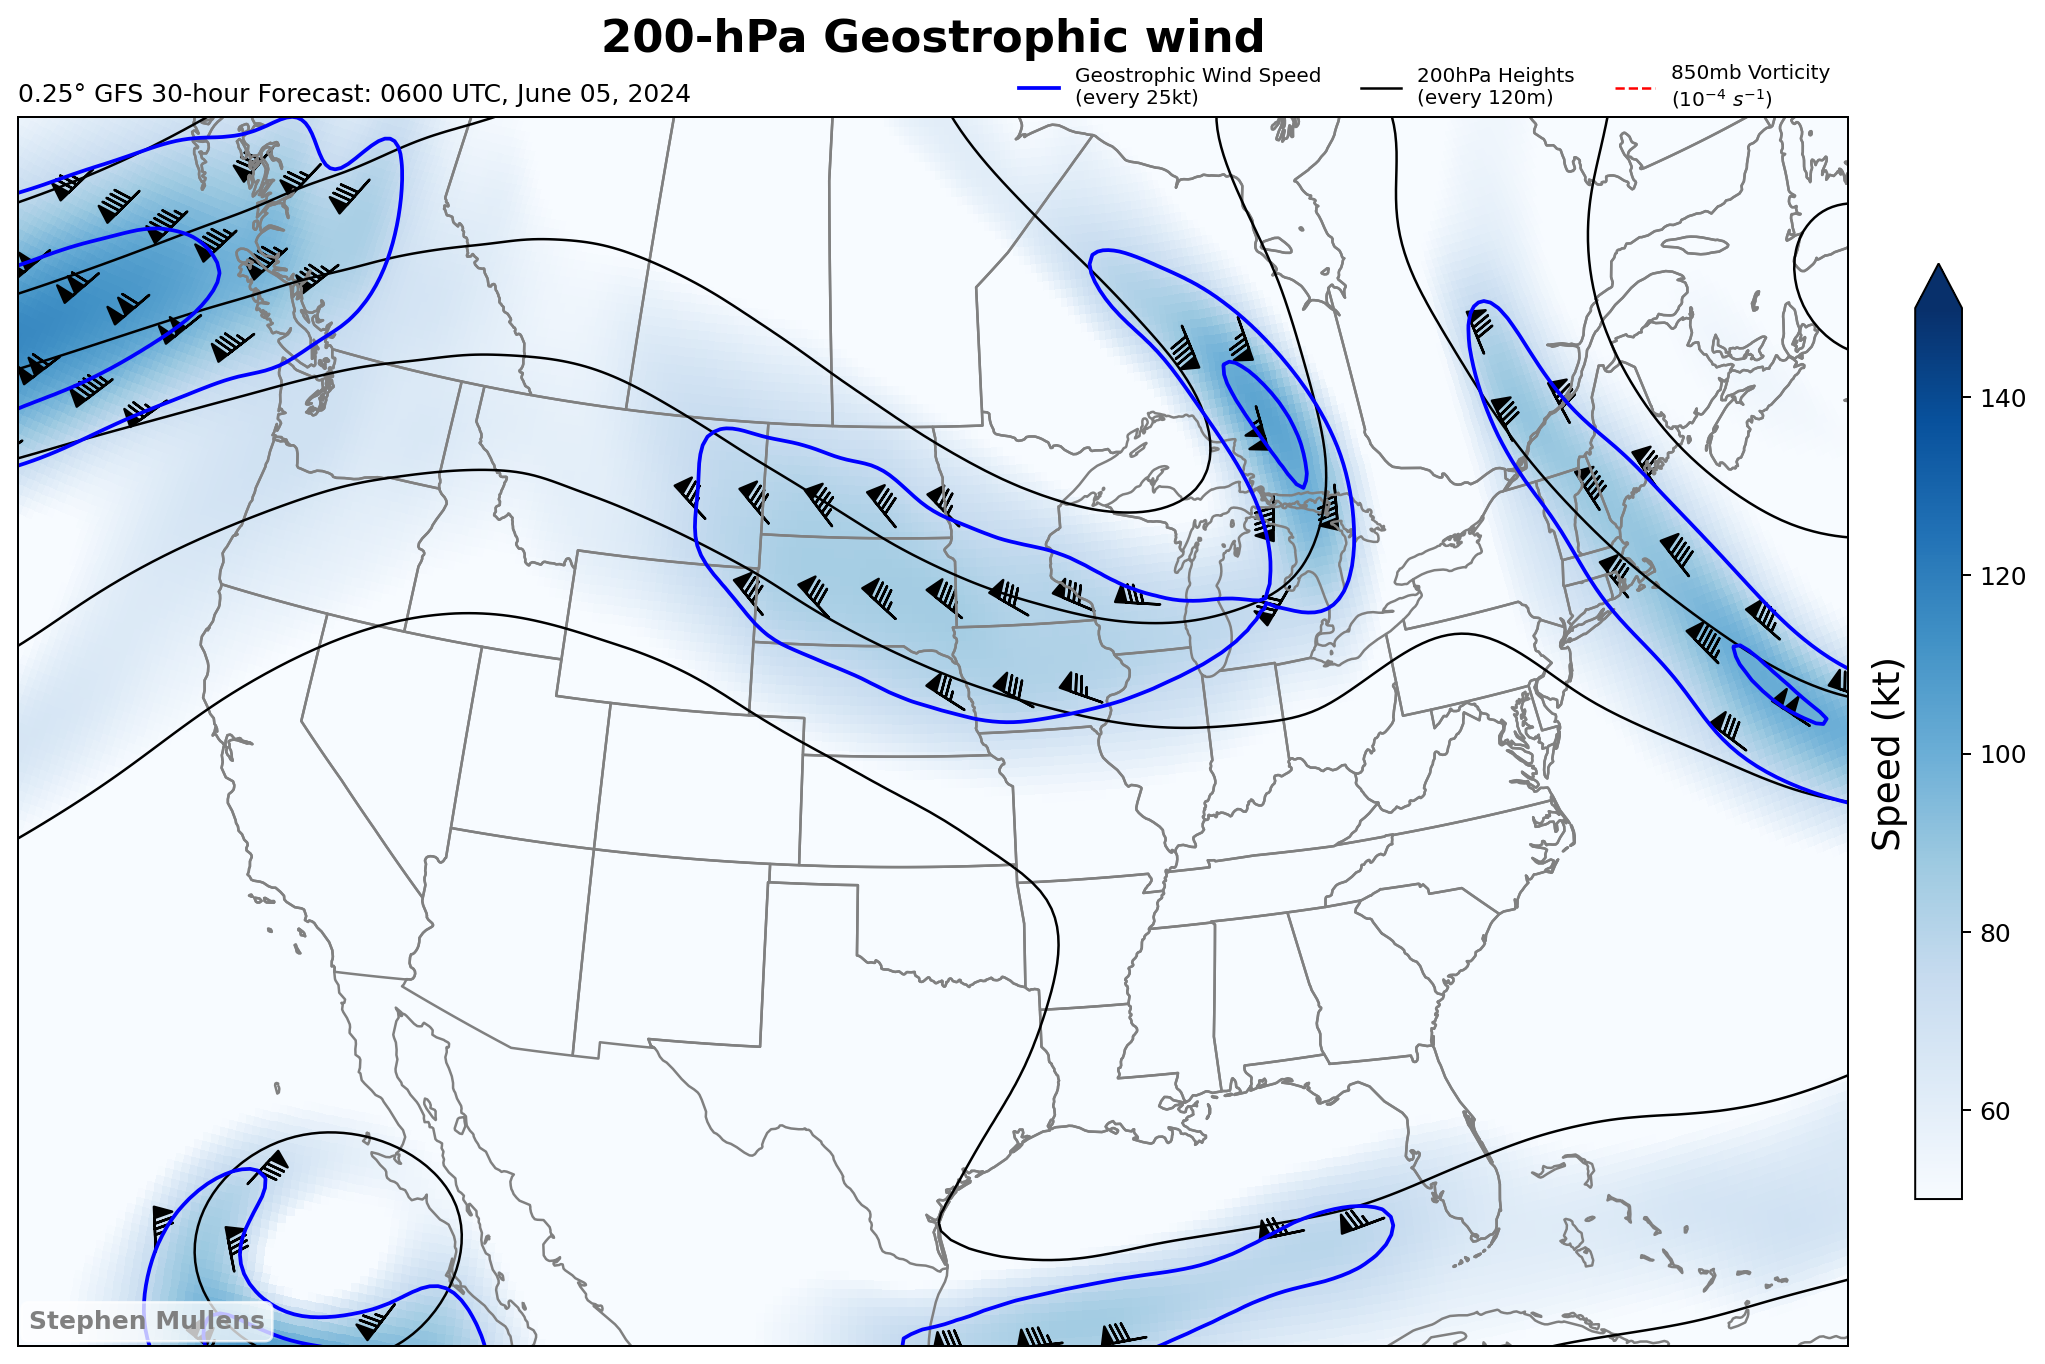 200-hPa Geostrophic wind
0.25° GFS 30-hour Forecast: 0600 UTC, June 05, 2024
Geostrophic Wind Speed
(every 25kt)
200hPa Heights
(every 120m)
850mb Vorticity
(10⁻⁴ s⁻¹)
140
120
100
80
60
Speed (kt)
Stephen Mullens